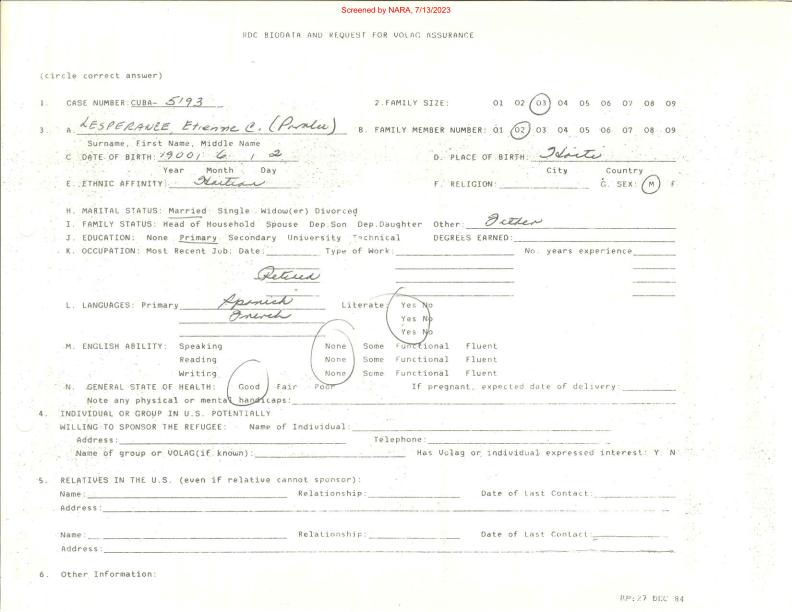 Screened by NARA, 7/13/2023
RDC BIODATA AND REQUEST FOR VOLAG ASSURANCE
(circle correct answer)
1. CASE NUMBER: CUBA- 5193 2. FAMILY SIZE: 01 02 03 04 05 06 07 08 09
3. A. LESPERANCE, Etienne C. B. FAMILY MEMBER NUMBER: 01 02 03 04 05 06 07 08 09
Surname, First Name, Middle Name
C DATE OF BIRTH: 1900 / 6 / 2 D. PLACE OF BIRTH: Haiti
Year Month Day City Country
E. ETHNIC AFFINITY: Haitian F. RELIGION: G. SEX: M F
H. MARITAL STATUS: Married Single Widow(er) Divorced
I. FAMILY STATUS: Head of Household Spouse Dep.Son Dep.Daughter Other: Father
J. EDUCATION: None Primary Secondary University Technical DEGREES EARNED:
K. OCCUPATION: Most Recent Job: Date: Type of Work: No. years experience
Retired
L. LANGUAGES: Primary Spanish Literate: Yes No
French Yes No
Yes No
M. ENGLISH ABILITY: Speaking None Some Functional Fluent
Reading None Some Functional Fluent
Writing None Some Functional Fluent
N. GENERAL STATE OF HEALTH: Good Fair Poor If pregnant, expected date of delivery:
Note any physical or mental handicaps:
4. INDIVIDUAL OR GROUP IN U.S. POTENTIALLY
WILLING TO SPONSOR THE REFUGEE: Name of Individual:
Address: Telephone:
Name of group or VOLAG(if known): Has Volag or individual expressed interest: Y N
5. RELATIVES IN THE U.S. (even if relative cannot sponsor):
Name: Relationship: Date of Last Contact:
Address:
Name: Relationship: Date of Last Contact:
Address:
6. Other Information:
RP:27 DEC 84